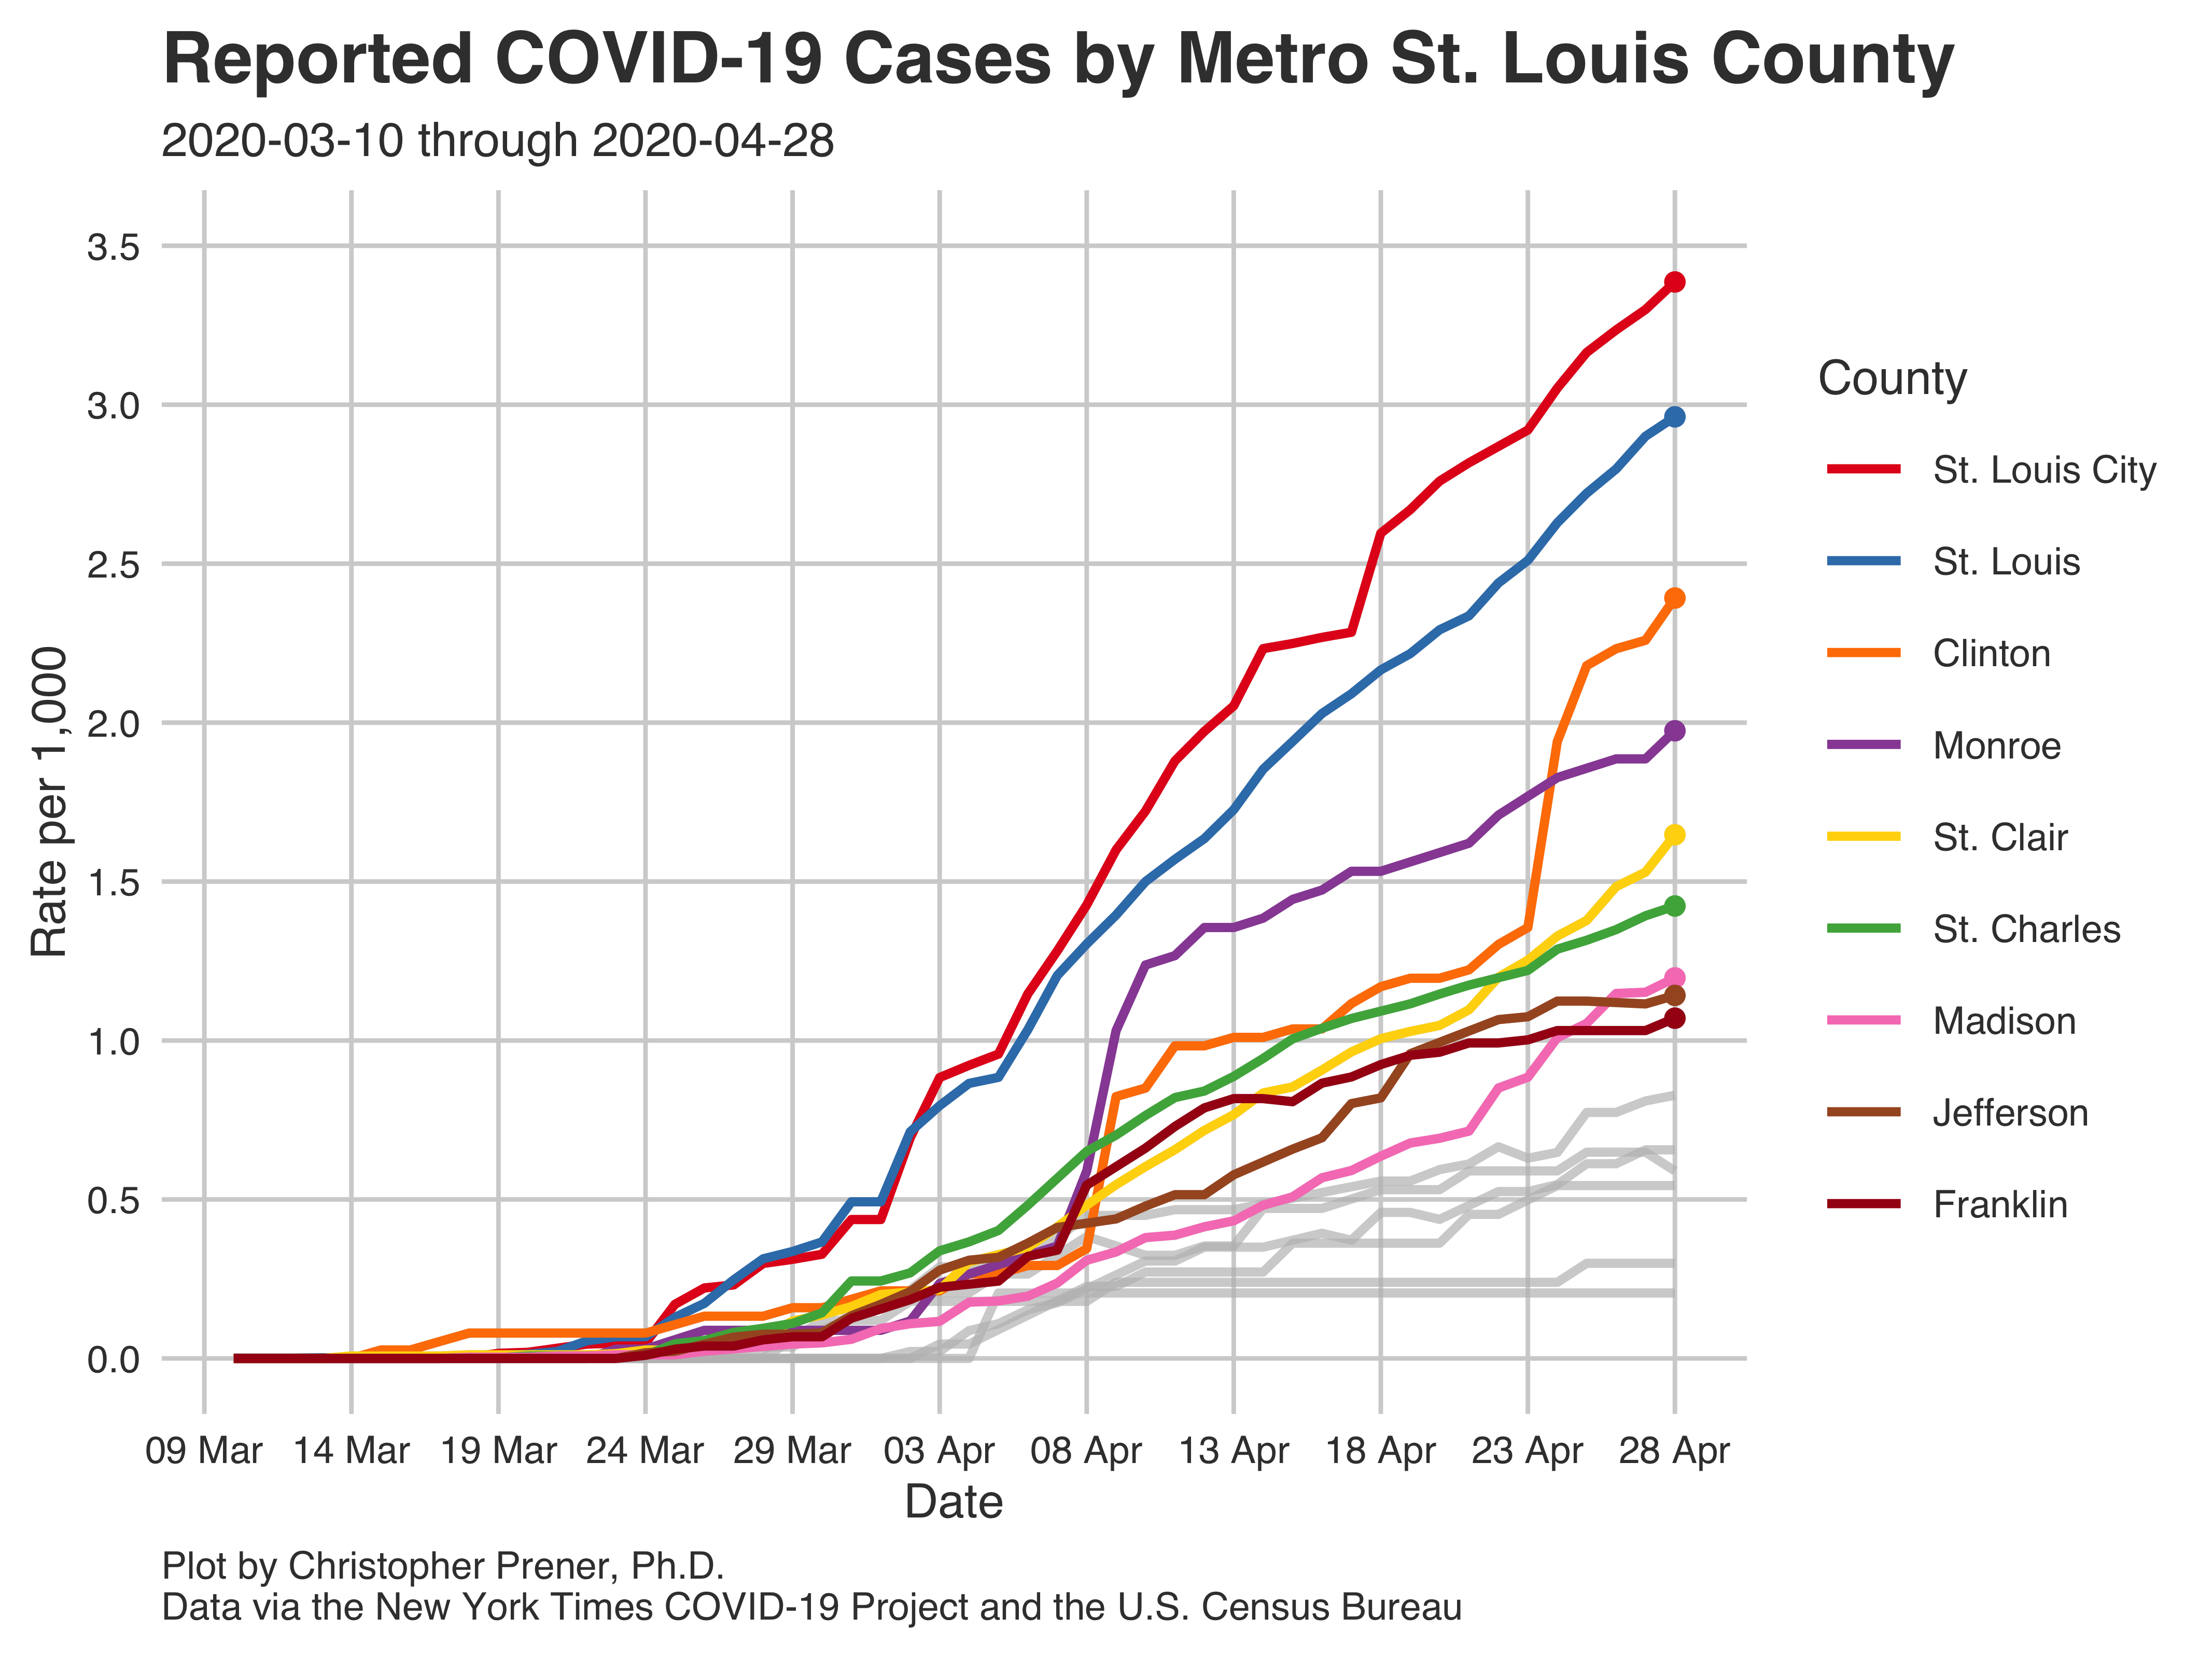 Reported COVID-19 Cases by Metro St. Louis County
2020-03-10 through 2020-04-28
3.5
3.0
2.5
2.0
1.5
1.0
0.5
0.0
Rate per 1,000
09 Mar
14 Mar
19 Mar
24 Mar
29 Mar
03 Apr
08 Apr
13 Apr
18 Apr
23 Apr
28 Apr
Date
County
St. Louis City
St. Louis
Clinton
Monroe
St. Clair
St. Charles
Madison
Jefferson
Franklin
Plot by Christopher Prener, Ph.D.
Data via the New York Times COVID-19 Project and the U.S. Census Bureau